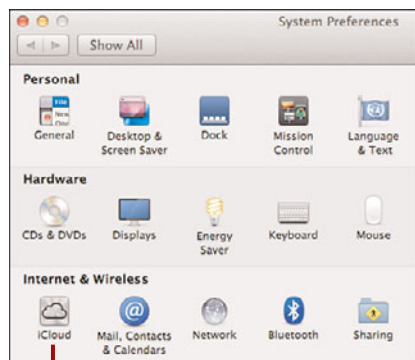 System Preferences
Show All
Personal
General
Desktop &
Screen Saver
Dock
Mission
Control
Language
& Text
Hardware
CDs & DVDs
Displays
Energy
Saver
Keyboard
Mouse
Internet & Wireless
iCloud
Mail, Contacts
& Calendars
Network
Bluetooth
Sharing